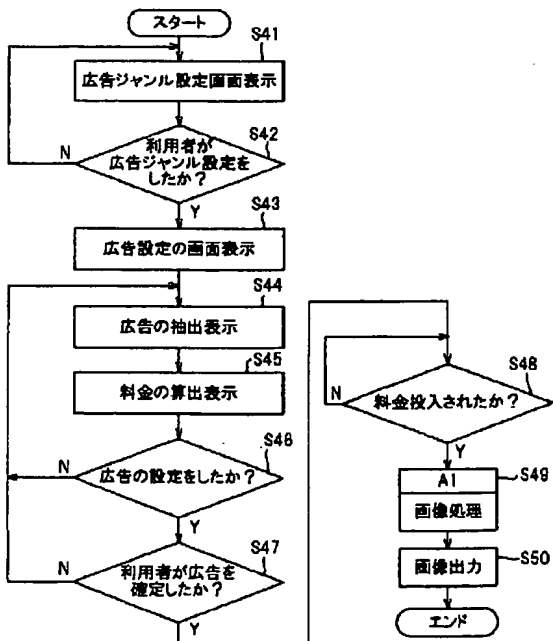 スタート
S41
広告ジャンル設定画面表示
S42
利用者が
広告ジャンル設定を
したか？
N
Y
S43
広告設定の画面表示
S44
広告の抽出表示
S45
料金の算出表示
S46
広告の設定をしたか？
N
Y
S47
利用者が広告を
確定したか？
N
Y
S48
料金投入されたか？
N
Y
S49
A1
画像処理
S50
画像出力
エンド